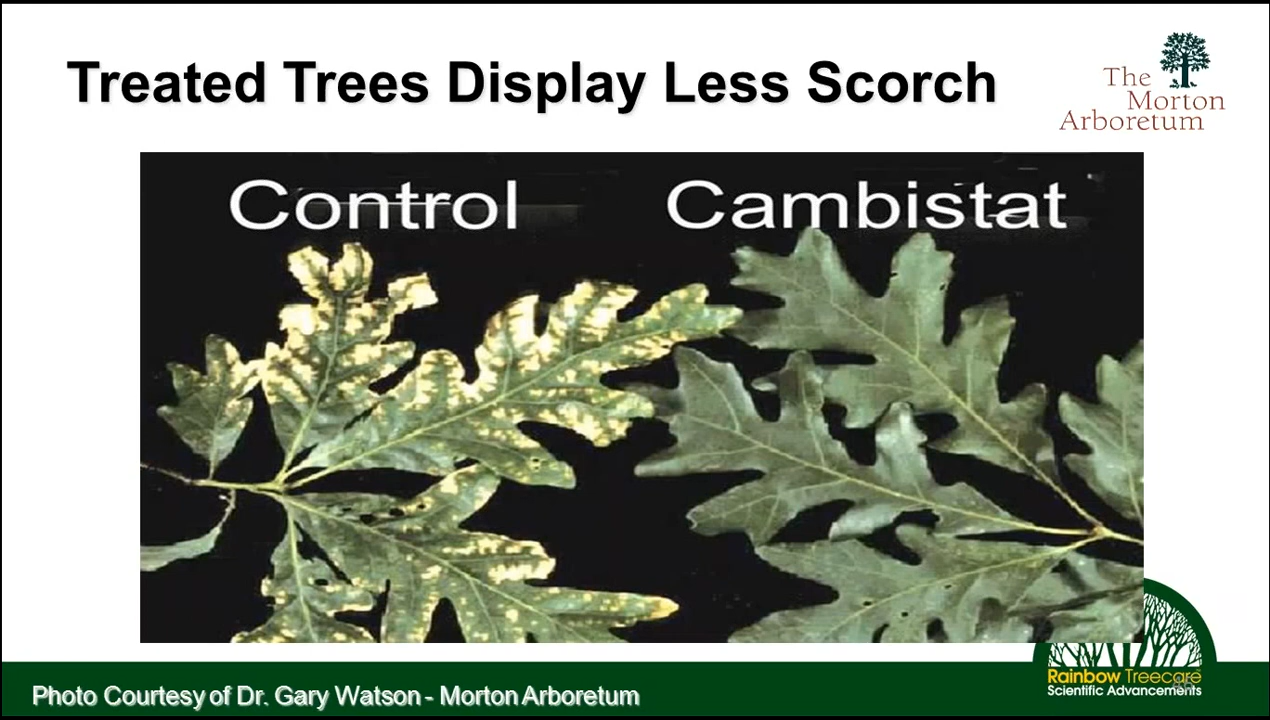 Treated Trees Display Less Scorch
The
Morton
Arboretum
Control
Cambistat
Photo Courtesy of Dr. Gary Watson - Morton Arboretum
Rainbow Treecare
Scientific Advancements